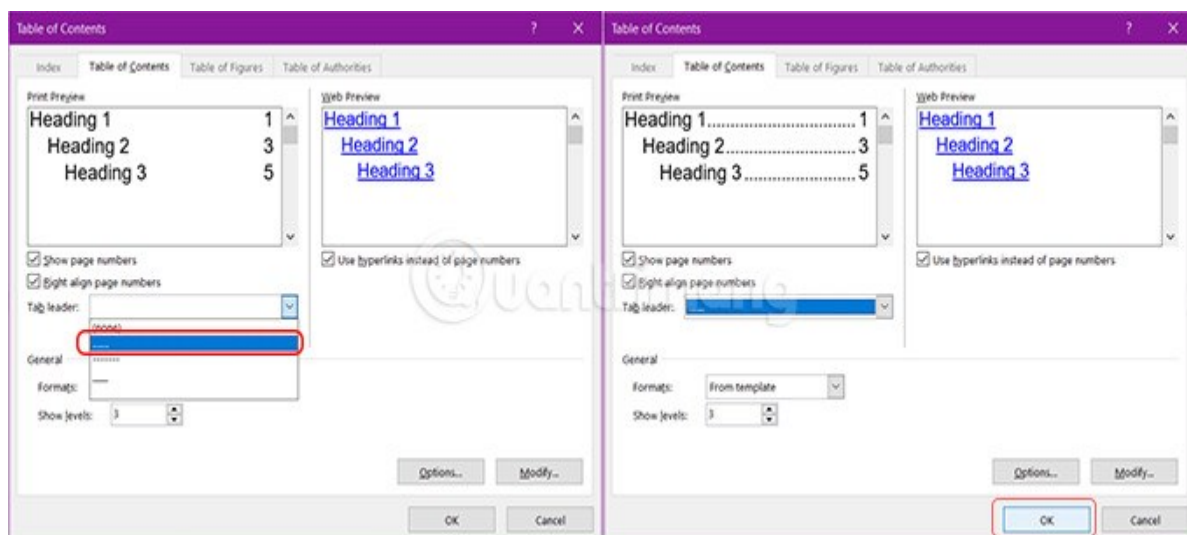 Table of Contents ? X
Index Table of Contents Table of Figures Table of Authorities
Print Preview
Heading 1 1
Heading 2 3
Heading 3 5
Web Preview
Heading 1
Heading 2
Heading 3
Show page numbers
Right align page numbers
Use hyperlinks instead of page numbers
Tab leader:
(none)
......
-------
___
General
Formats:
Show levels: 3
Options... Modify...
OK Cancel
Table of Contents ? X
Index Table of Contents Table of Figures Table of Authorities
Print Preview
Heading 1........................... 1
Heading 2........................ 3
Heading 3.................... 5
Web Preview
Heading 1
Heading 2
Heading 3
Show page numbers
Right align page numbers
Use hyperlinks instead of page numbers
Tab leader: ......
General
Formats: From template
Show levels: 3
Options... Modify...
OK Cancel
Quantrimang